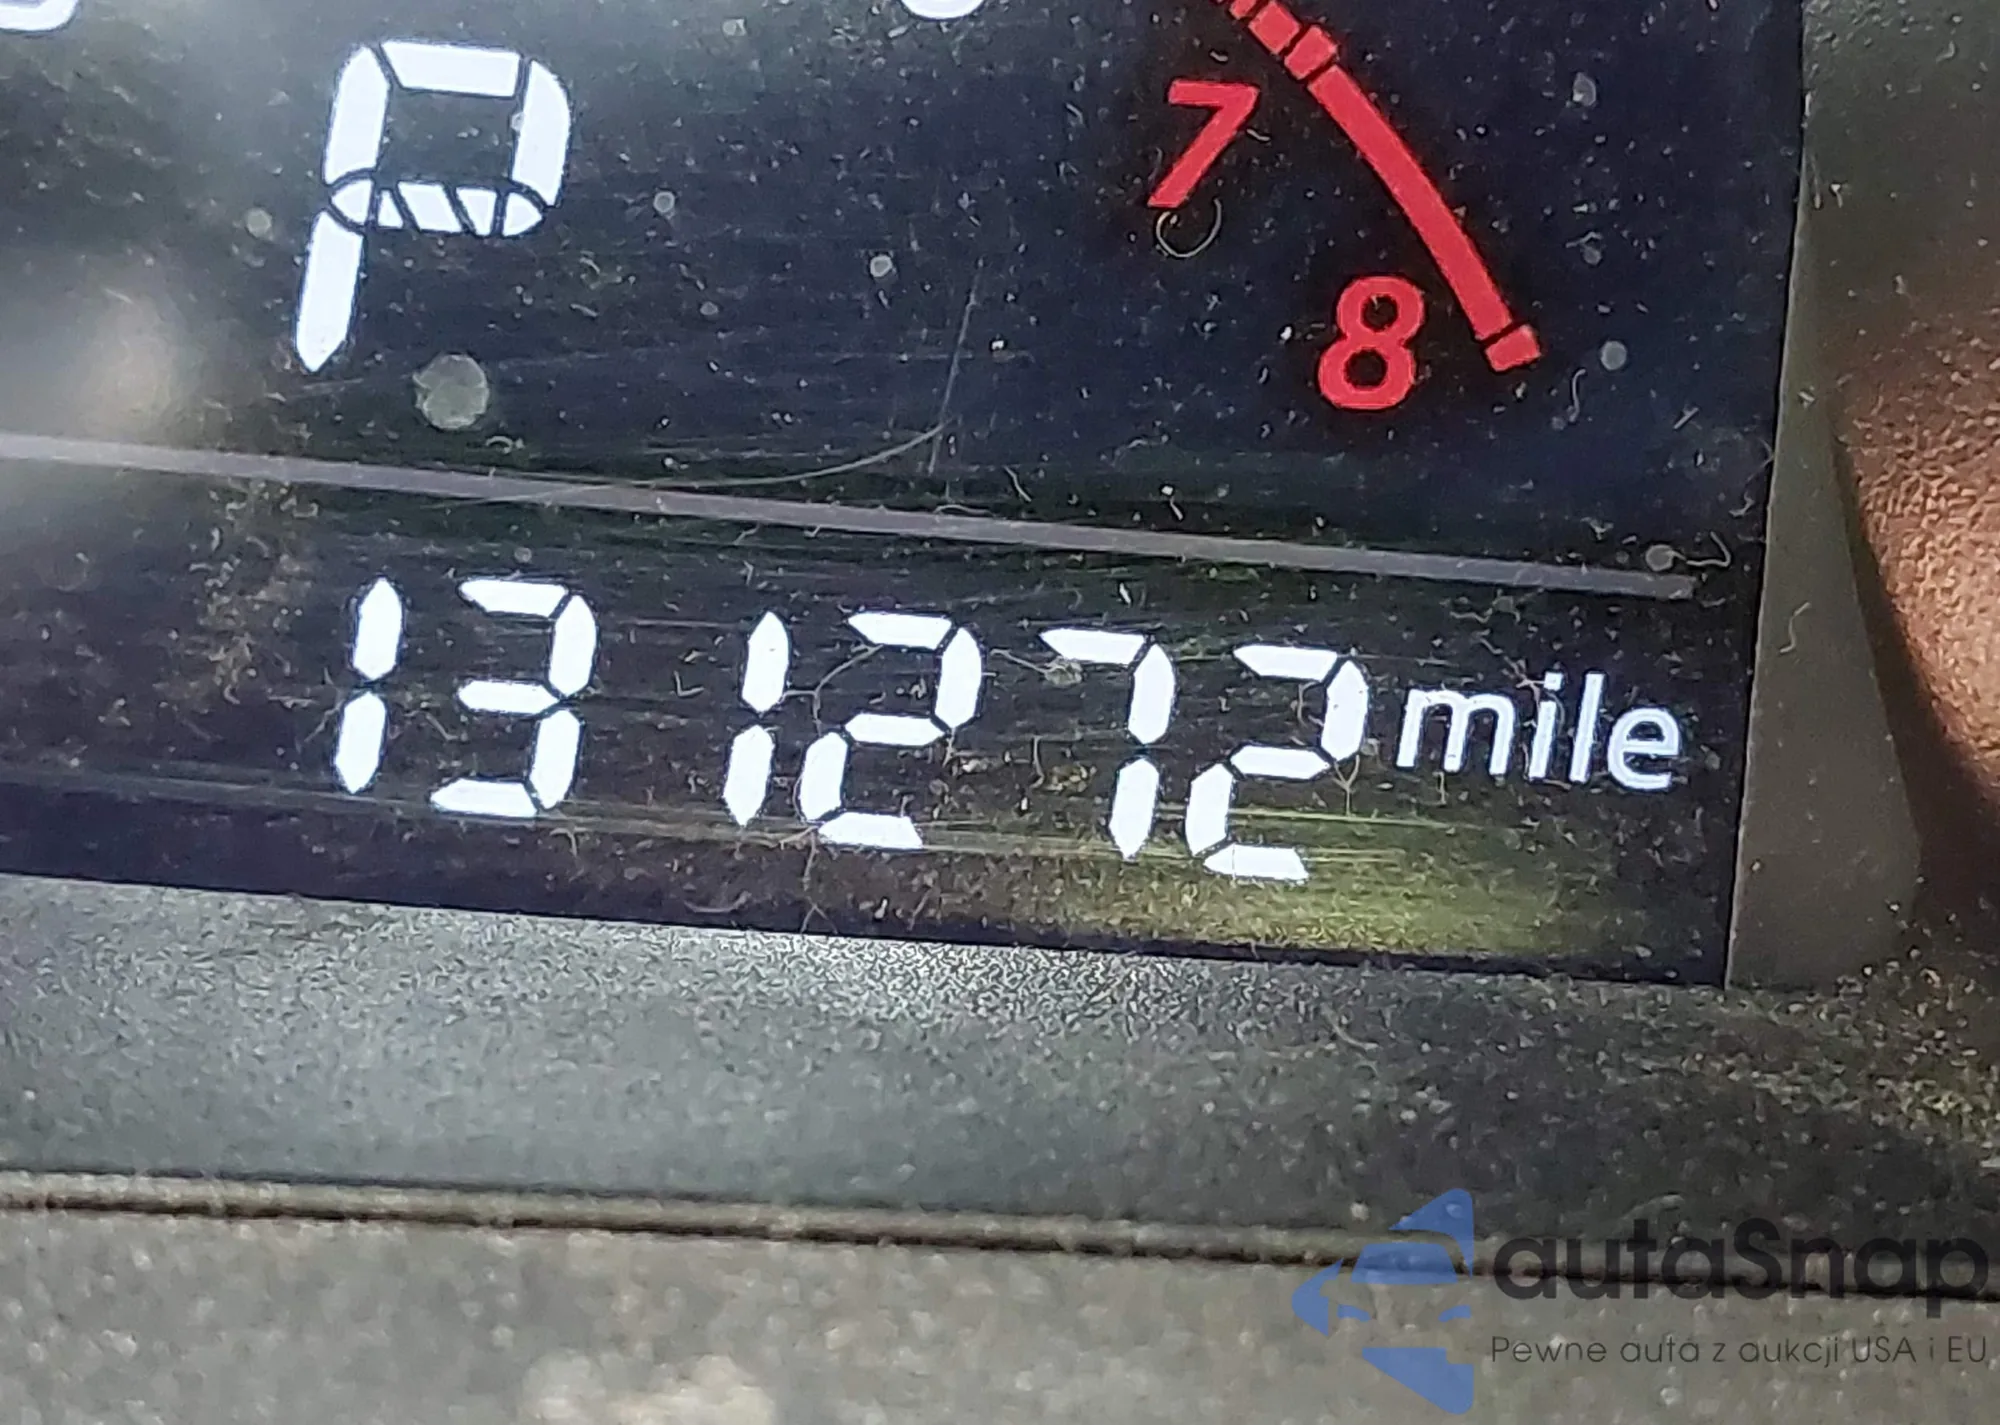 P
7
8
131272 mile
autaSnap
Pewne auta z aukcji USA i EU